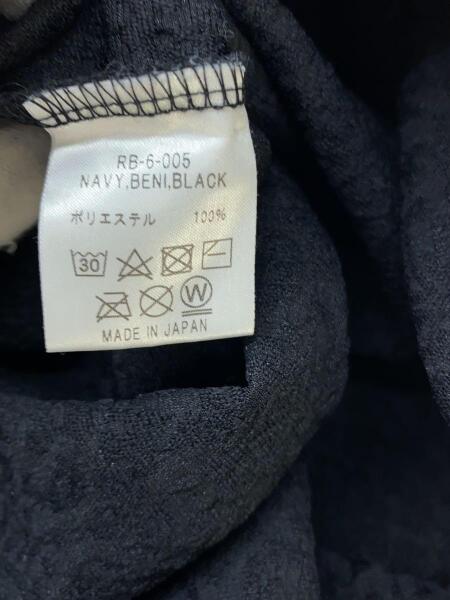 RB-6-005
NAVY,BENI,BLACK
ポリエステル 100%
30
W
MADE IN JAPAN